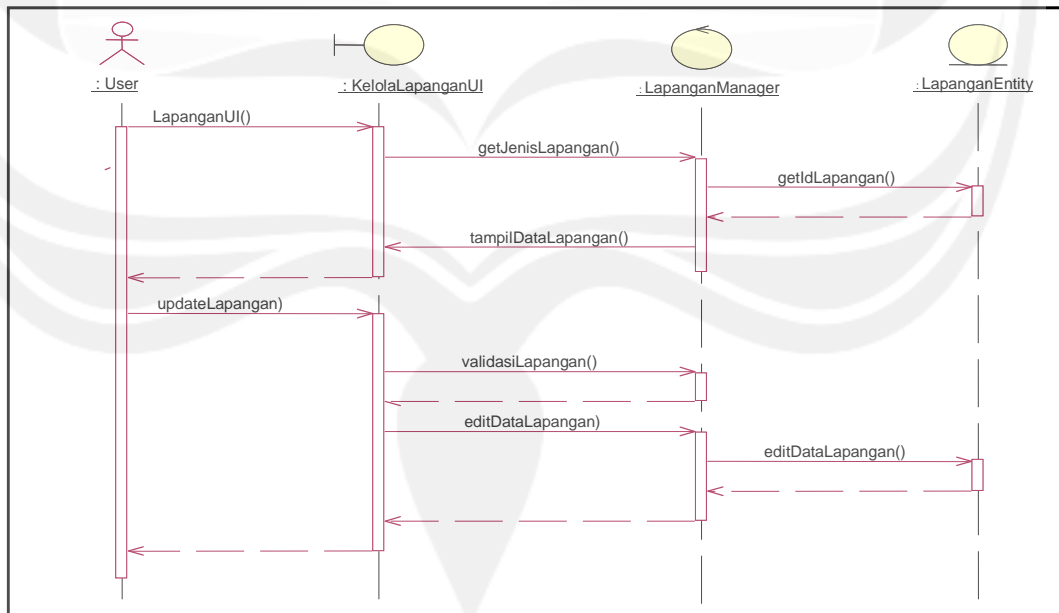 : User
: KelolaLapanganUI
: LapanganManager
: LapanganEntity
LapanganUI()
getJenisLapangan()
getIdLapangan()
tampilDataLapangan()
updateLapangan)
validasiLapangan()
editDataLapangan)
editDataLapangan()